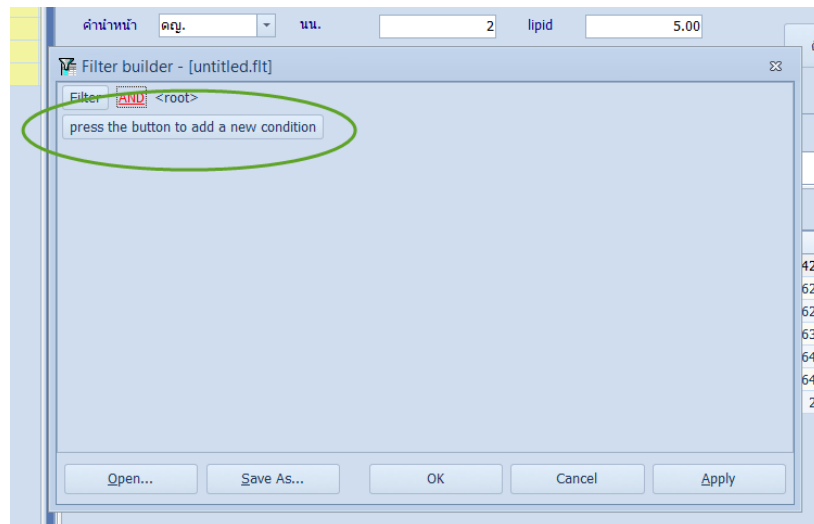 คำนำหน้า ดญ. นน. 2 lipid 5.00
Filter builder - [untitled.flt]
Filter AND <root>
press the button to add a new condition
42
62
62
63
64
64
2
Open... Save As... OK Cancel Apply